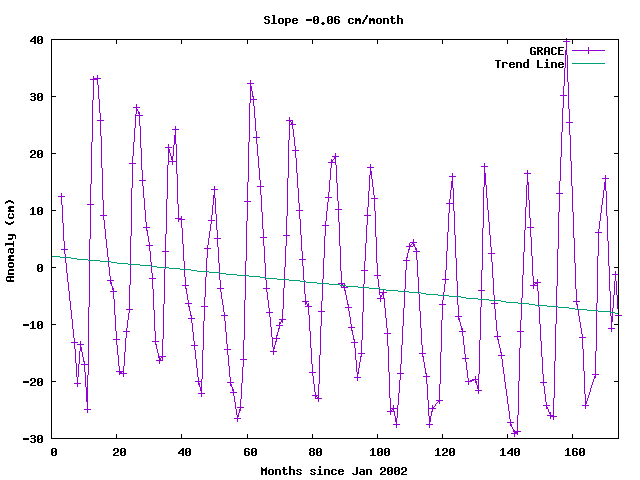 Slope -0.06 cm/month
GRACE
Trend Line
40
30
20
10
0
-10
-20
-30
Anomaly (cm)
0 20 40 60 80 100 120 140 160
Months since Jan 2002